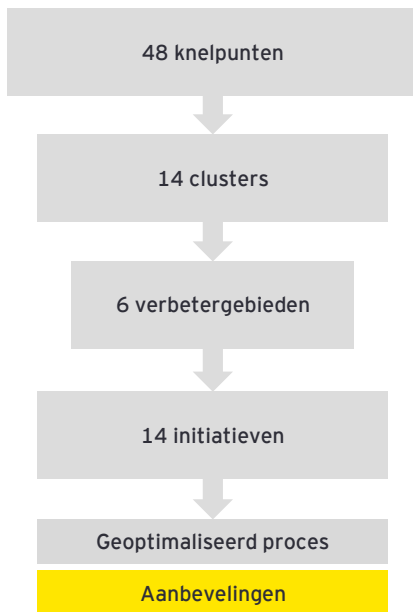 48 knelpunten
14 clusters
6 verbetergebieden
14 initiatieven
Geoptimaliseerd proces
Aanbevelingen